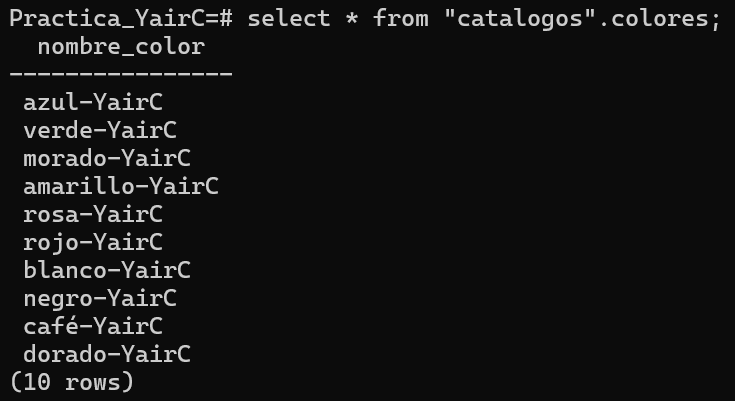 Practica_YairC=# select * from "catalogos".colores;
nombre_color
----------------
azul-YairC
verde-YairC
morado-YairC
amarillo-YairC
rosa-YairC
rojo-YairC
blanco-YairC
negro-YairC
café-YairC
dorado-YairC
(10 rows)